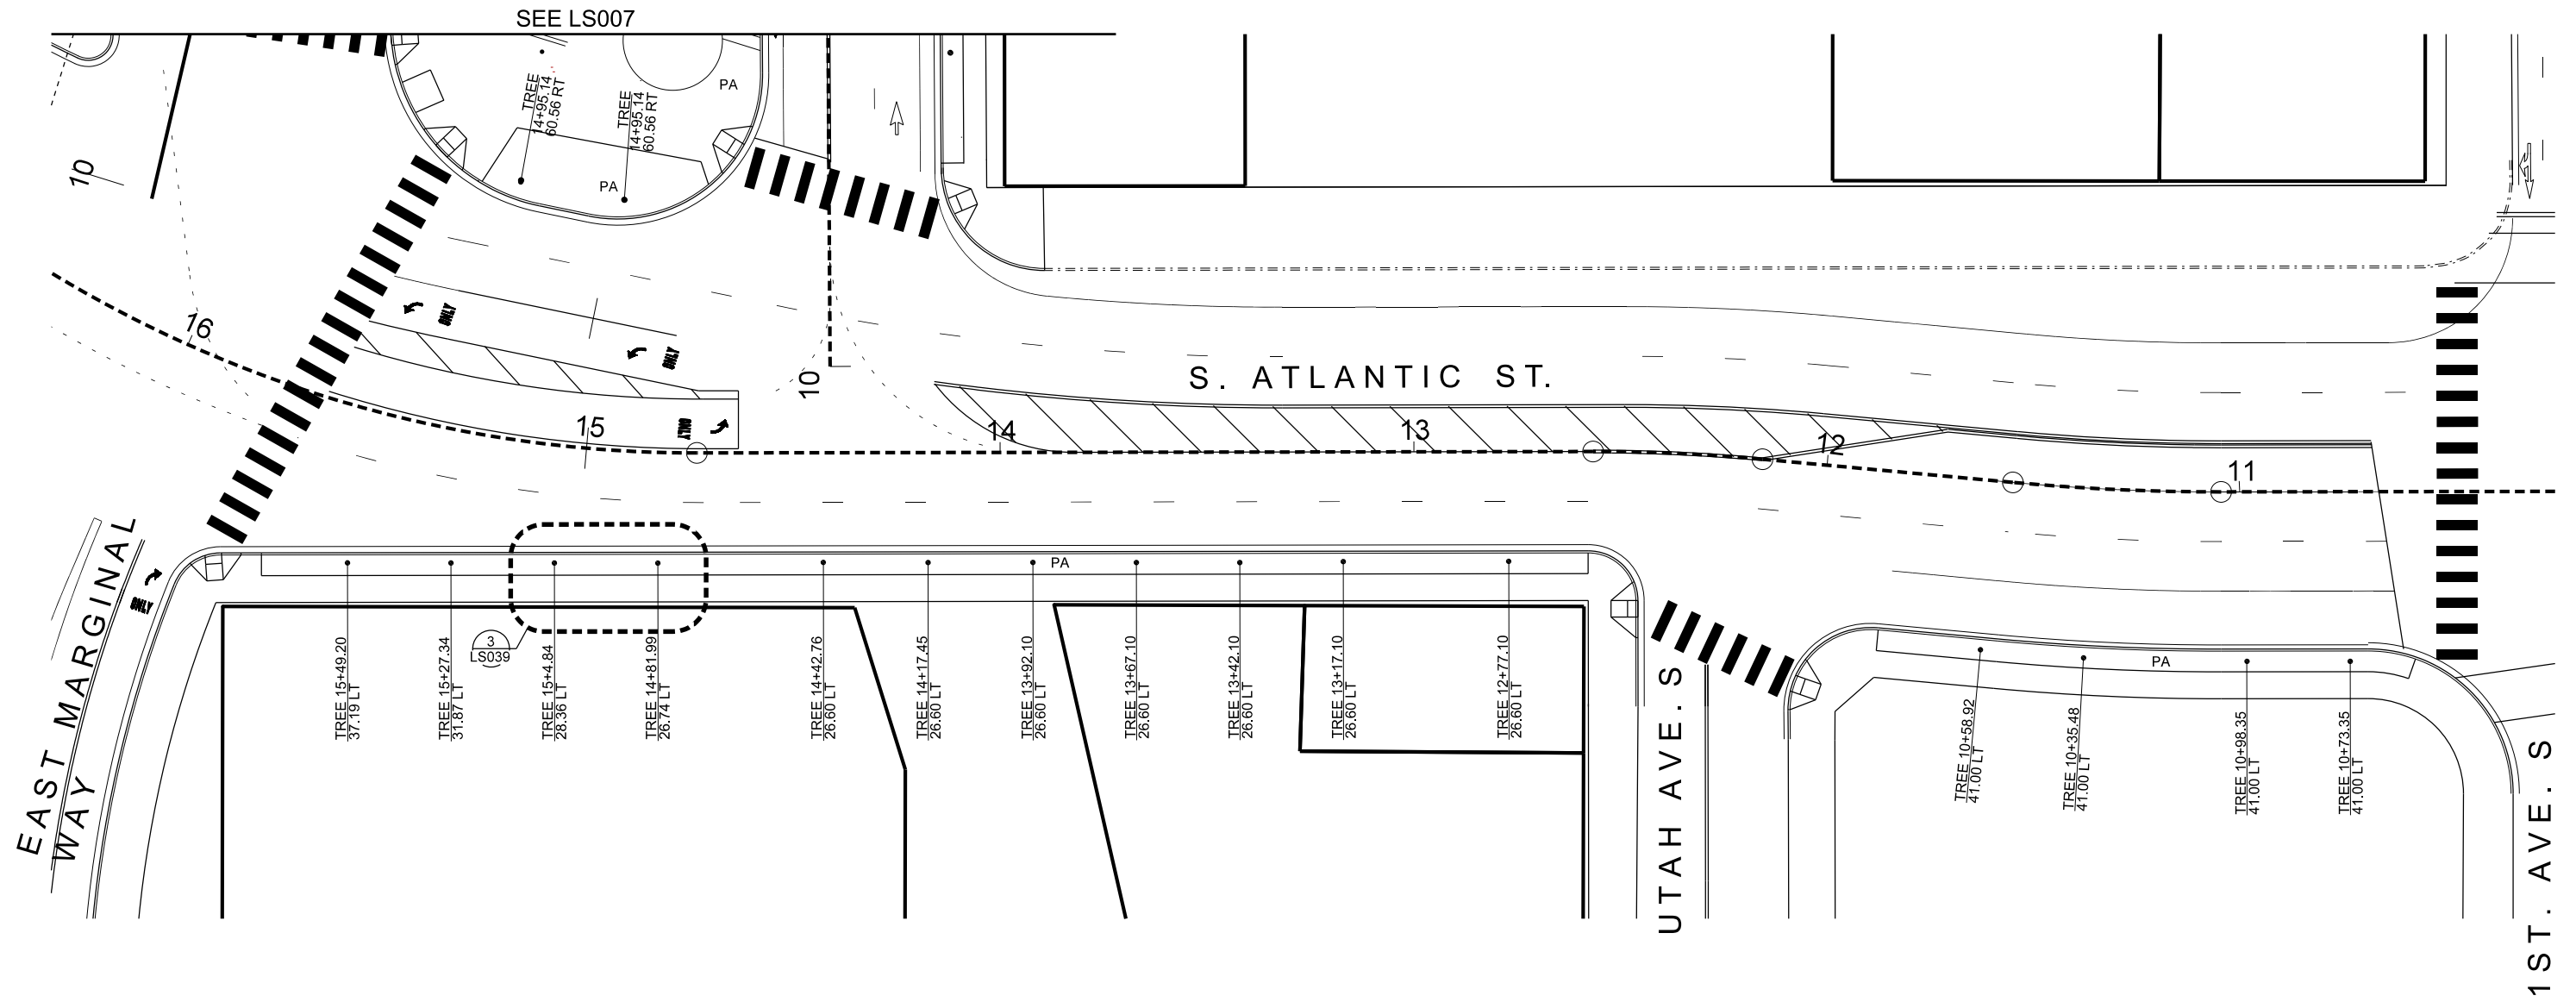 SEE LS007
TREE
14+95.14
60.56 RT
TREE
14+95.14
60.56 RT
PA
PA
10
16
ONLY
ONLY
10
S. ATLANTIC ST.
15
ONLY
14
13
12
11
EAST MARGINAL
WAY
ONLY
PA
3
LS039
TREE 15+49.20
37.19 LT
TREE 15+27.34
31.87 LT
TREE 15+4.84
28.36 LT
TREE 14+81.99
26.74 LT
TREE 14+42.76
26.60 LT
TREE 14+17.45
26.60 LT
TREE 13+92.10
26.60 LT
TREE 13+67.10
26.60 LT
TREE 13+42.10
26.60 LT
TREE 13+17.10
26.60 LT
TREE 12+77.10
26.60 LT
UTAH AVE. S
PA
TREE 10+58.92
41.00 LT
TREE 10+35.48
41.00 LT
TREE 10+98.35
41.00 LT
TREE 10+73.35
41.00 LT
1ST. AVE. S